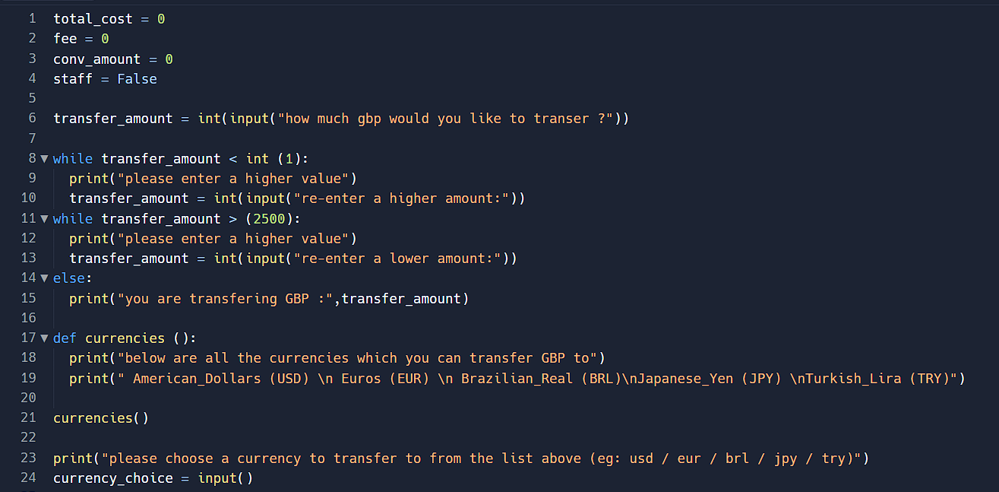 1 total_cost = 0
2 fee = 0
3 conv_amount = 0
4 staff = False
5
6 transfer_amount = int(input("how much gbp would you like to transer ?"))
7
8 while transfer_amount < int (1):
9   print("please enter a higher value")
10   transfer_amount = int(input("re-enter a higher amount:"))
11 while transfer_amount > (2500):
12   print("please enter a higher value")
13   transfer_amount = int(input("re-enter a lower amount:"))
14 else:
15   print("you are transfering GBP :",transfer_amount)
16
17 def currencies ():
18   print("below are all the currencies which you can transfer GBP to")
19   print(" American_Dollars (USD) \n Euros (EUR) \n Brazilian_Real (BRL)\nJapanese_Yen (JPY) \nTurkish_Lira (TRY)")
20
21 currencies()
22
23 print("please choose a currency to transfer to from the list above (eg: usd / eur / brl / jpy / try)")
24 currency_choice = input()